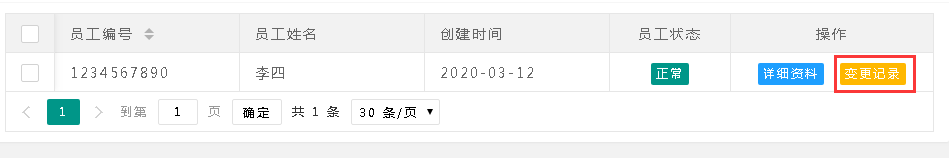 员工编号 员工姓名 创建时间 员工状态 操作
1234567890 李四 2020-03-12 正常 详细资料 变更记录
1 到第 1 页 确定 共 1 条 30 条/页